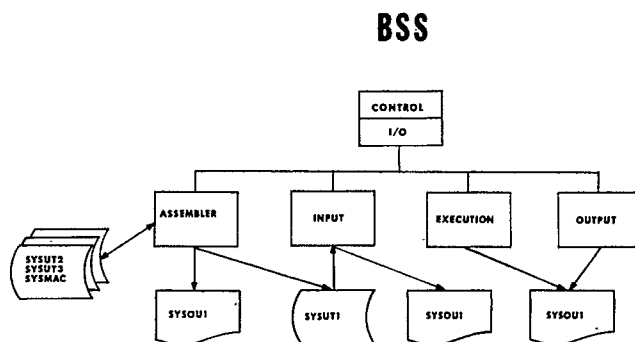 BSS
CONTROL
I/O
ASSEMBLER
INPUT
EXECUTION
OUTPUT
SYSUT2
SYSUT3
SYSMAC
SYSOU1
SYSUT1
SYSOU1
SYSOU1